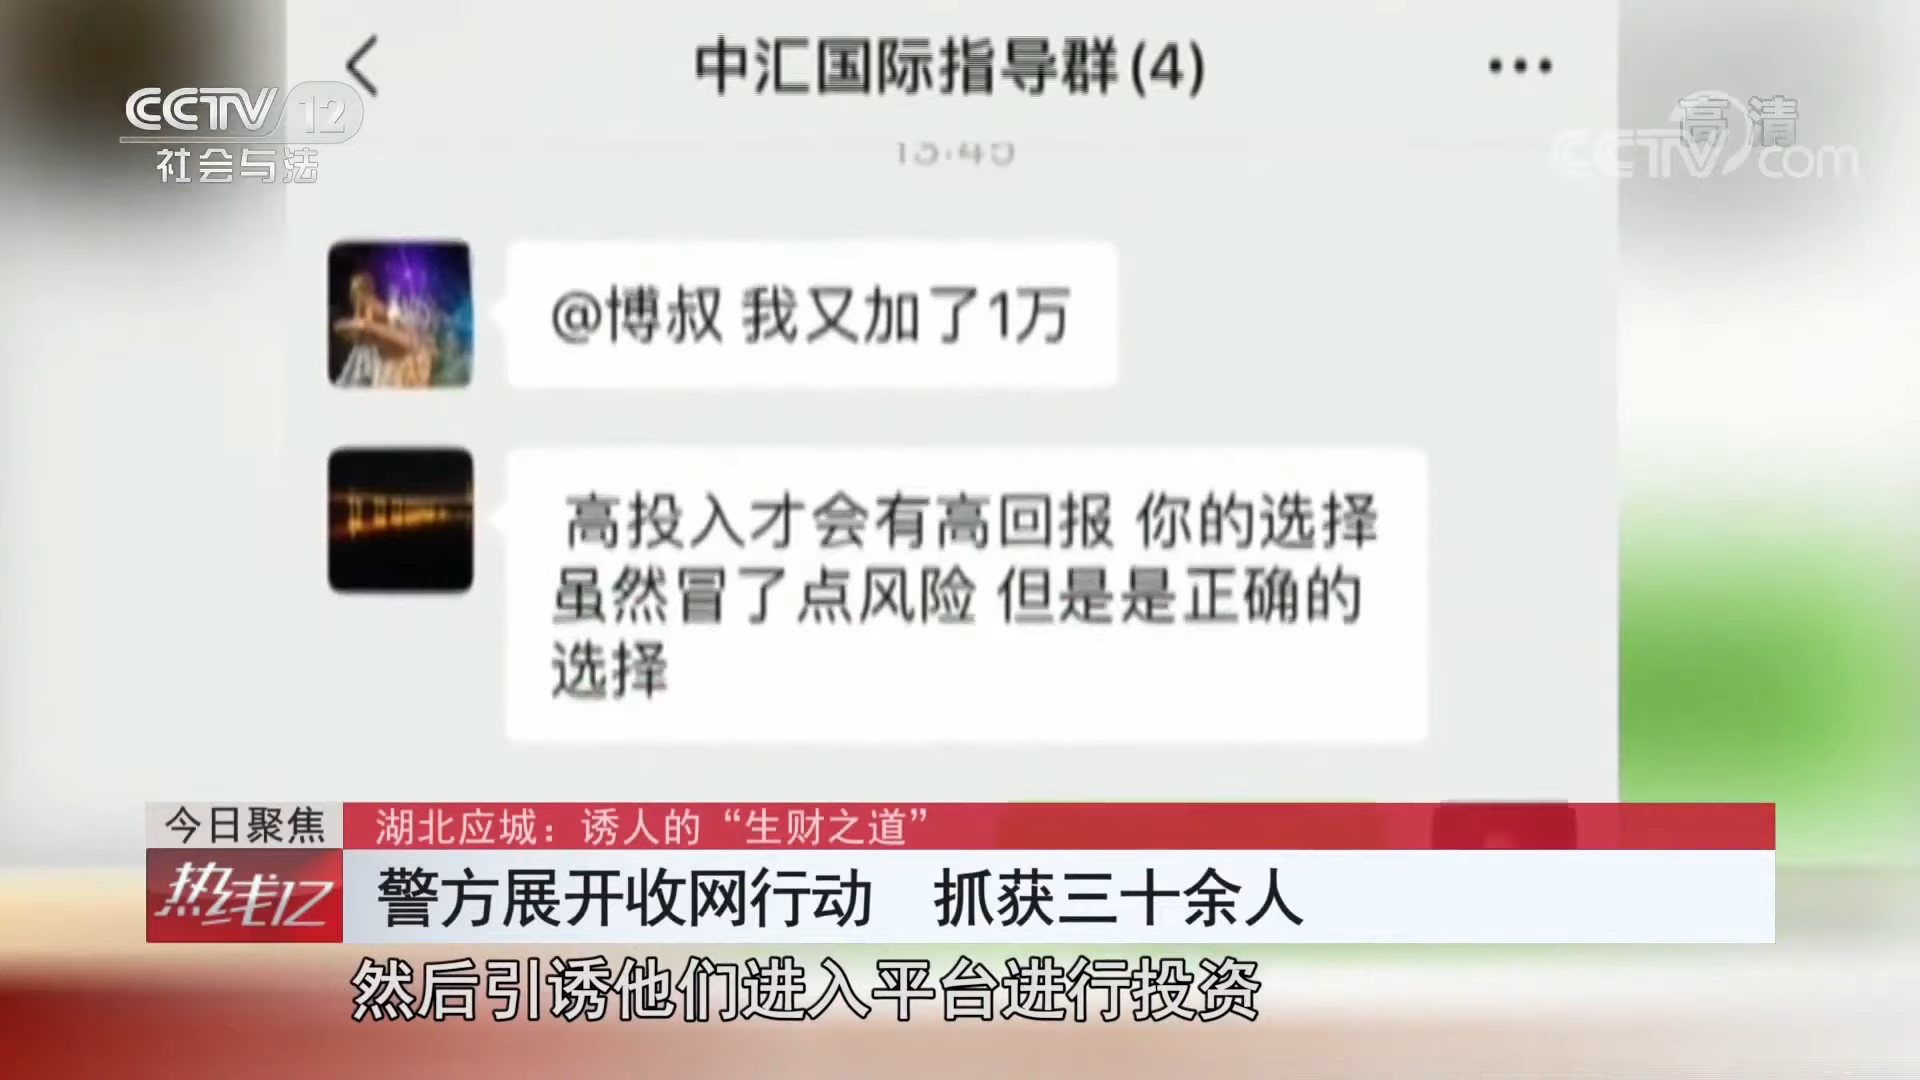 中汇国际指导群(4)
CCTV 12
社会与法
高清
CCTV.com
@博叔 我又加了1万
高投入才会有高回报 你的选择
虽然冒了点风险 但是是正确的
选择
今日聚焦
湖北应城：诱人的“生财之道”
热线12
警方展开收网行动 抓获三十余人
然后引诱他们进入平台进行投资